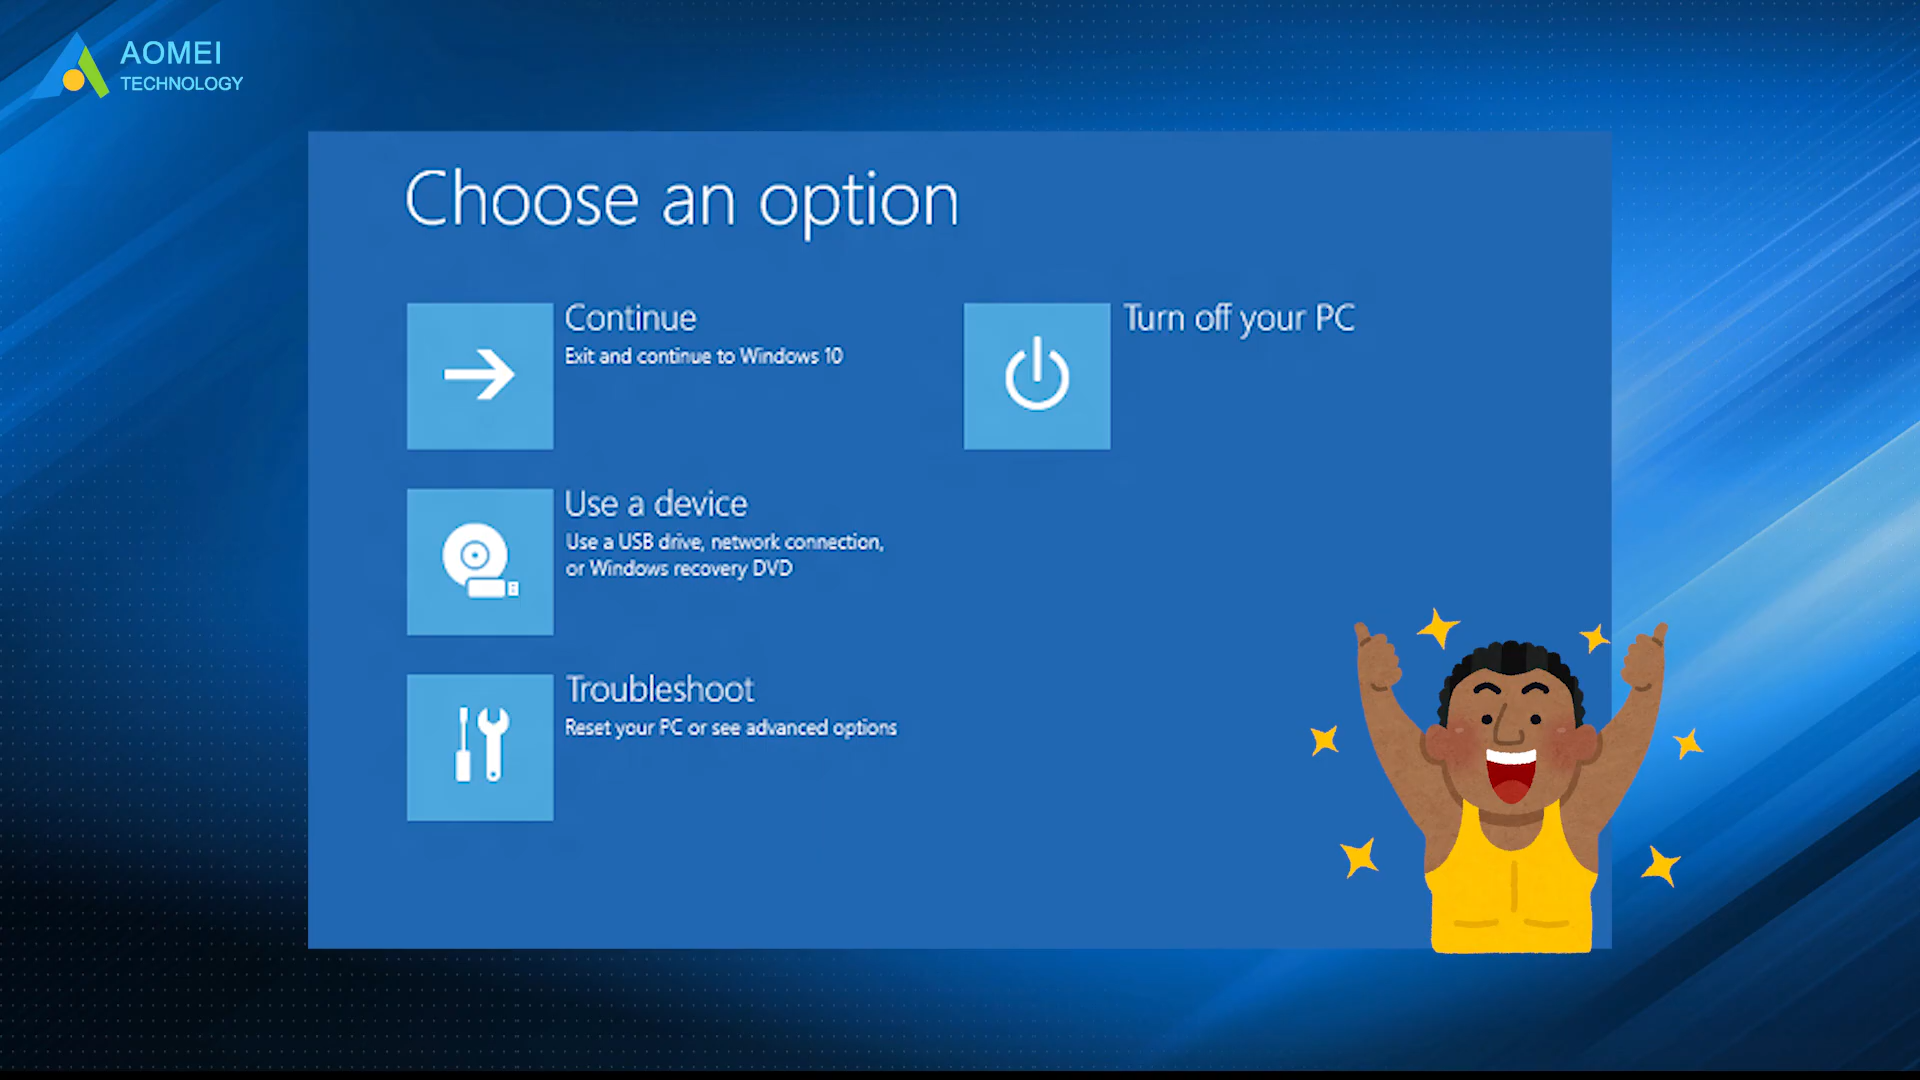 AOMEI
TECHNOLOGY
Choose an option
Continue
Exit and continue to Windows 10
Turn off your PC
Use a device
Use a USB drive, network connection,
or Windows recovery DVD
Troubleshoot
Reset your PC or see advanced options